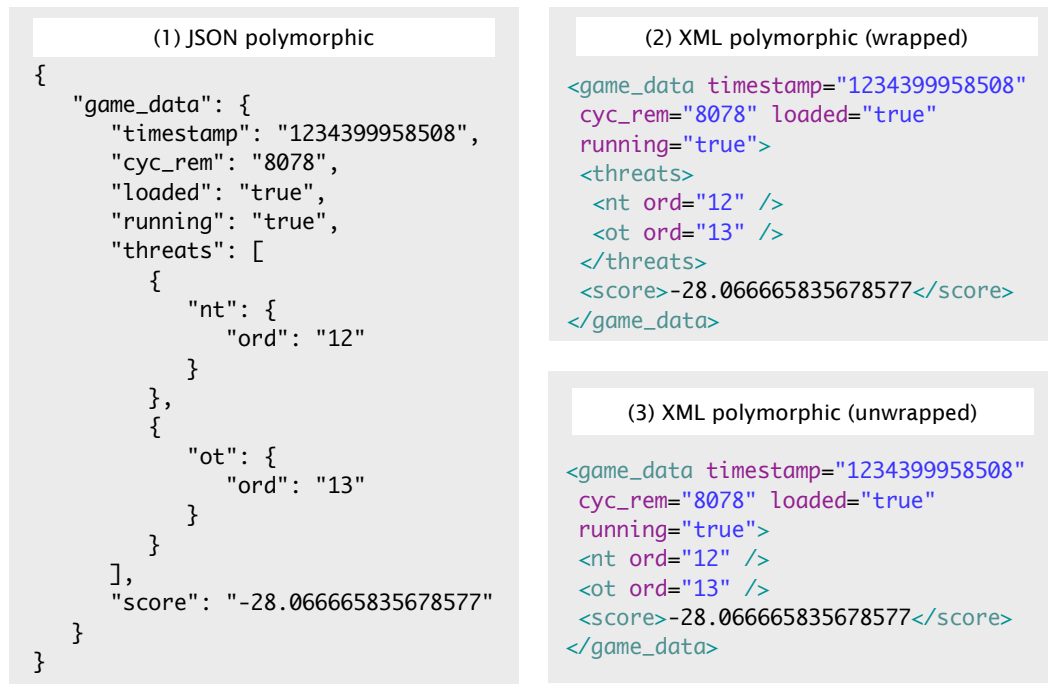 (1) JSON polymorphic
{
   "game_data": {
      "timestamp": "1234399958508",
      "cyc_rem": "8078",
      "loaded": "true",
      "running": "true",
      "threats": [
         {
            "nt": {
               "ord": "12"
            }
         },
         {
            "ot": {
               "ord": "13"
            }
         }
      ],
      "score": "-28.066665835678577"
   }
}
(2) XML polymorphic (wrapped)
<game_data timestamp="1234399958508"
 cyc_rem="8078" loaded="true"
 running="true">
 <threats>
  <nt ord="12" />
  <ot ord="13" />
 </threats>
 <score>-28.066665835678577</score>
</game_data>
(3) XML polymorphic (unwrapped)
<game_data timestamp="1234399958508"
 cyc_rem="8078" loaded="true"
 running="true">
 <nt ord="12" />
 <ot ord="13" />
 <score>-28.066665835678577</score>
</game_data>